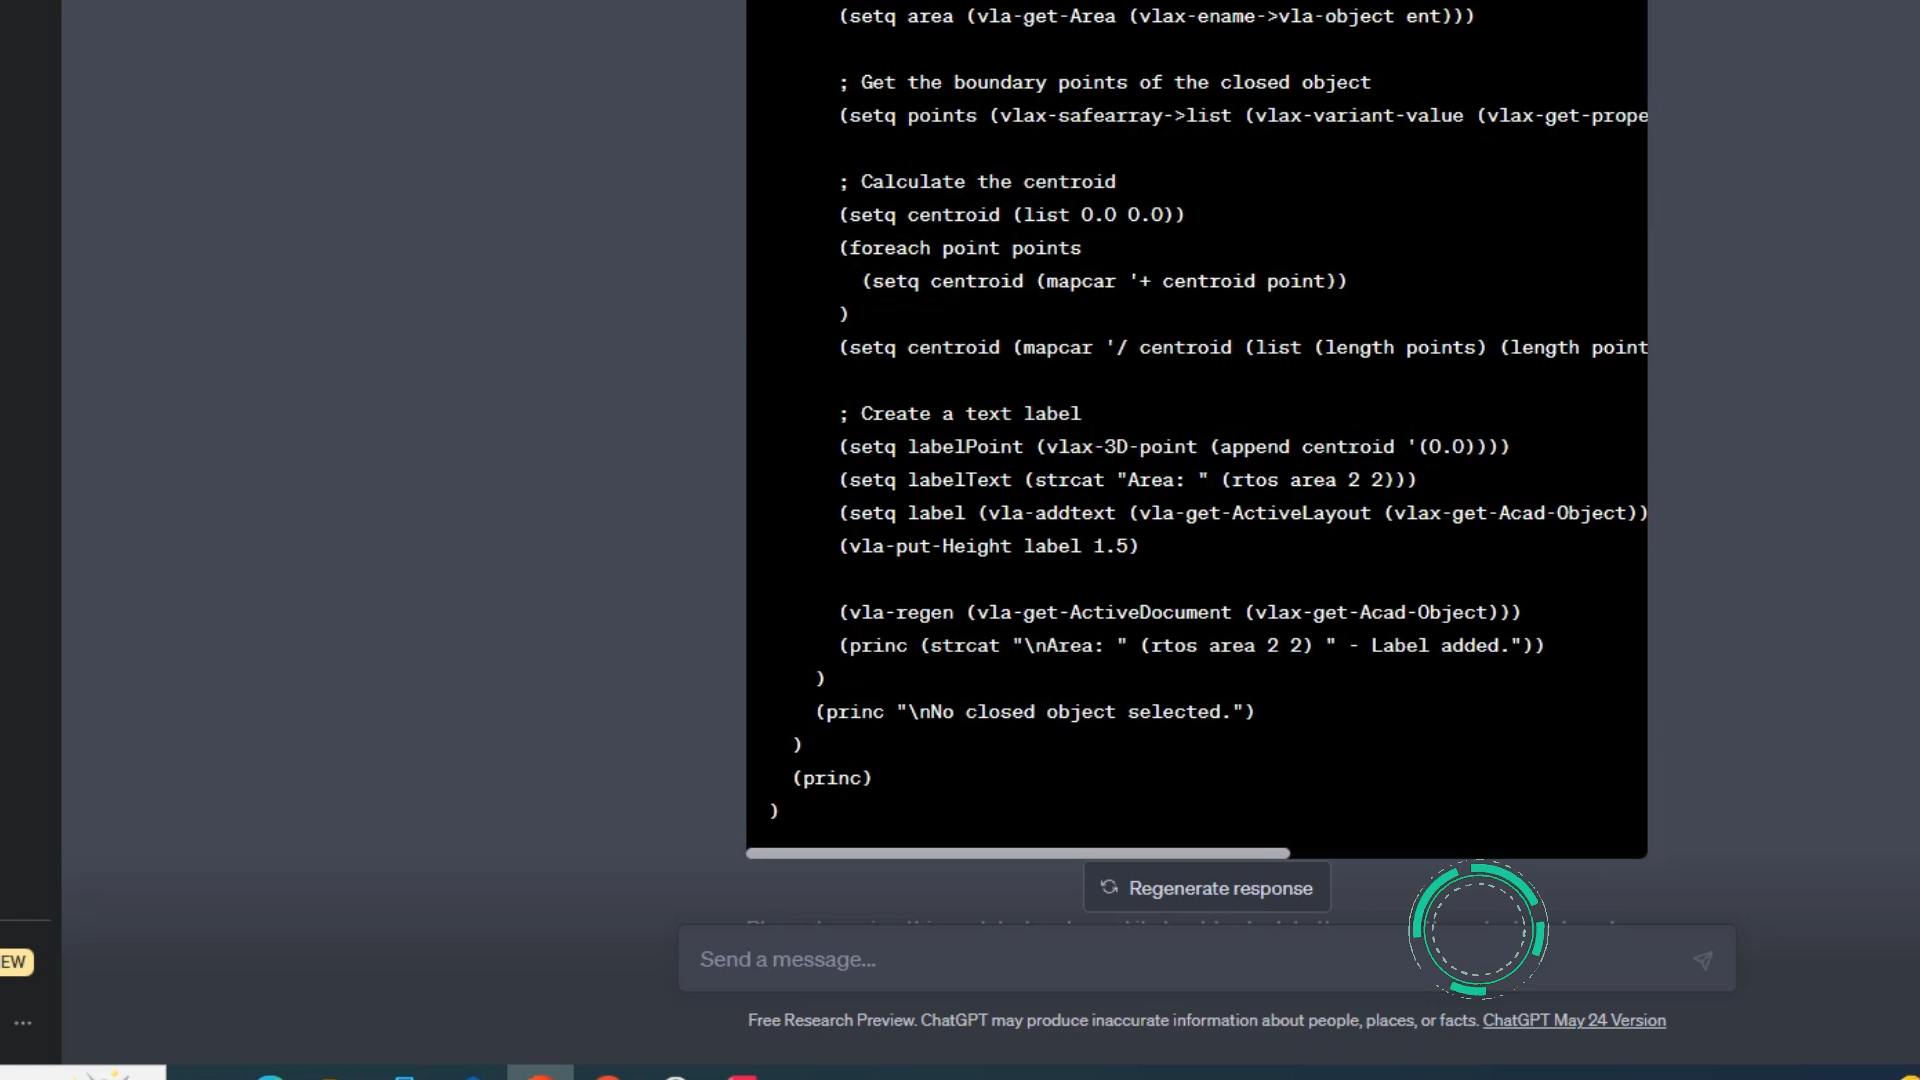 (setq area (vla-get-Area (vlax-ename->vla-object ent)))
; Get the boundary points of the closed object
(setq points (vlax-safearray->list (vlax-variant-value (vlax-get-prope
; Calculate the centroid
(setq centroid (list 0.0 0.0))
(foreach point points
(setq centroid (mapcar '+ centroid point))
)
(setq centroid (mapcar '/ centroid (list (length points) (length point
; Create a text label
(setq labelPoint (vlax-3D-point (append centroid '(0.0))))
(setq labelText (strcat "Area: " (rtos area 2 2)))
(setq label (vla-addtext (vla-get-ActiveLayout (vlax-get-Acad-Object))
(vla-put-Height label 1.5)
(vla-regen (vla-get-ActiveDocument (vlax-get-Acad-Object)))
(princ (strcat "\nArea: " (rtos area 2 2) " - Label added."))
)
(princ "\nNo closed object selected.")
)
(princ)
)
Regenerate response
EW
Send a message...
...
Free Research Preview. ChatGPT may produce inaccurate information about people, places, or facts. ChatGPT May 24 Version